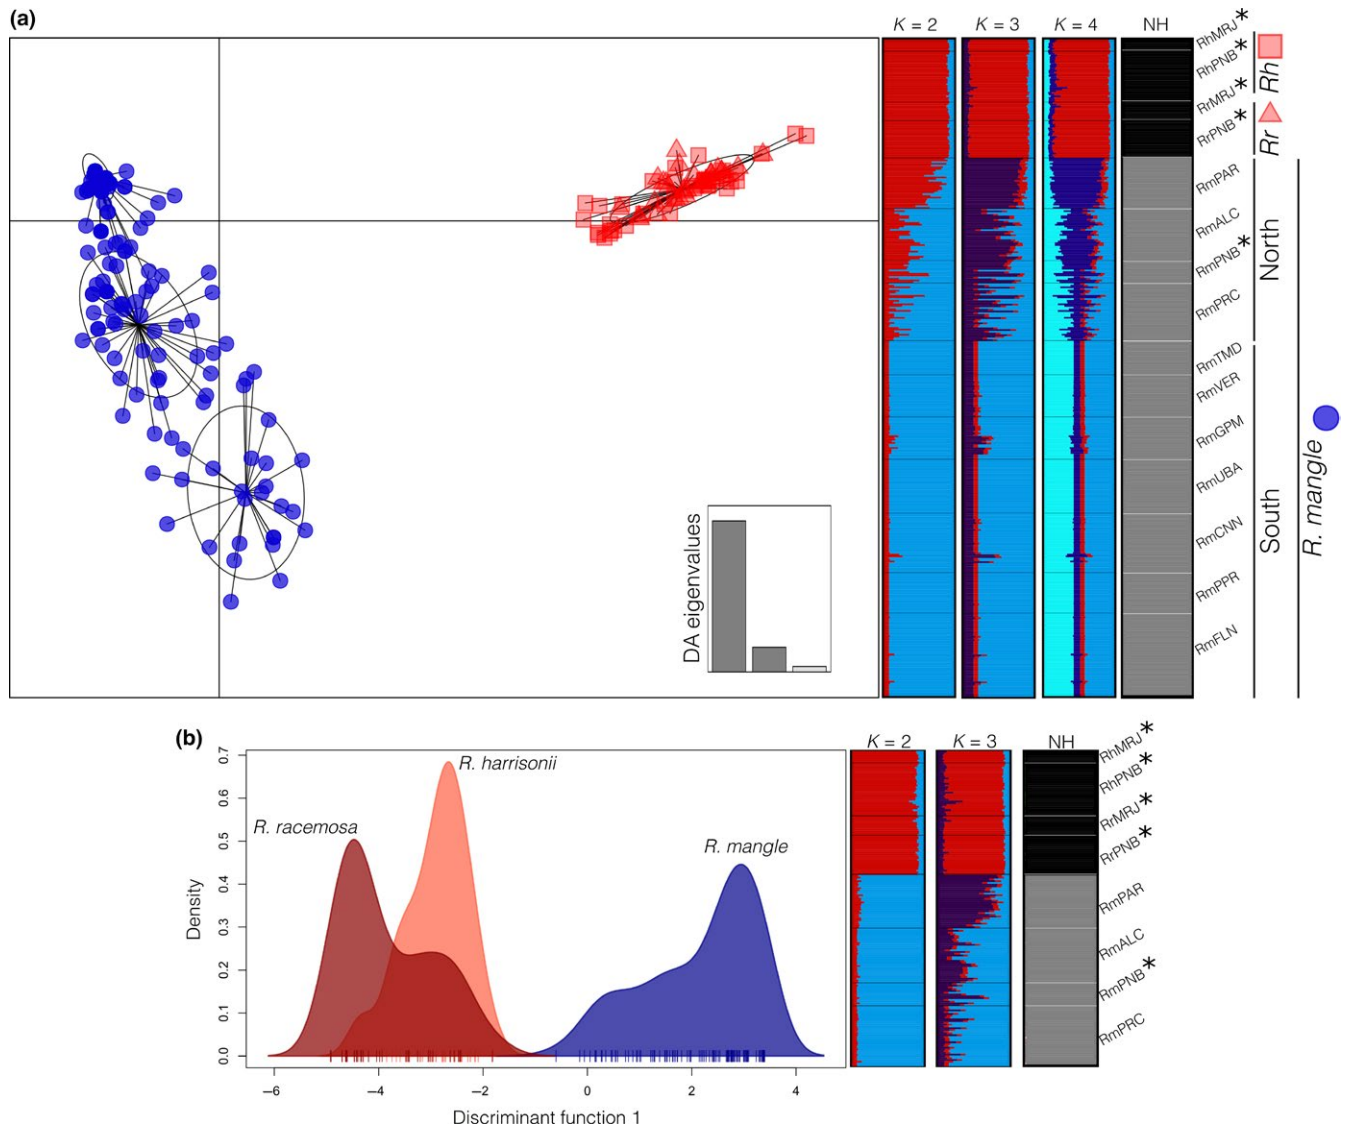 (a)
K = 2
K = 3
K = 4
NH
RhMRJ*
RhPNB*
RrMRJ*
RrPNB*
RmPAR
RmALC
RmPNB*
RmPRC
RmTMD
RmVER
RmGPM
RmUBA
RmCNN
RmPPR
RmFLN
Rh
Rr
North
South
R. mangle
DA eigenvalues
(b)
K = 2
K = 3
NH
RhMRJ*
RhPNB*
RrMRJ*
RrPNB*
RmPAR
RmALC
RmPNB*
RmPRC
R. harrisonii
R. racemosa
R. mangle
Density
0.7
0.6
0.5
0.4
0.3
0.2
0.1
0.0
−6
−4
−2
0
2
4
Discriminant function 1